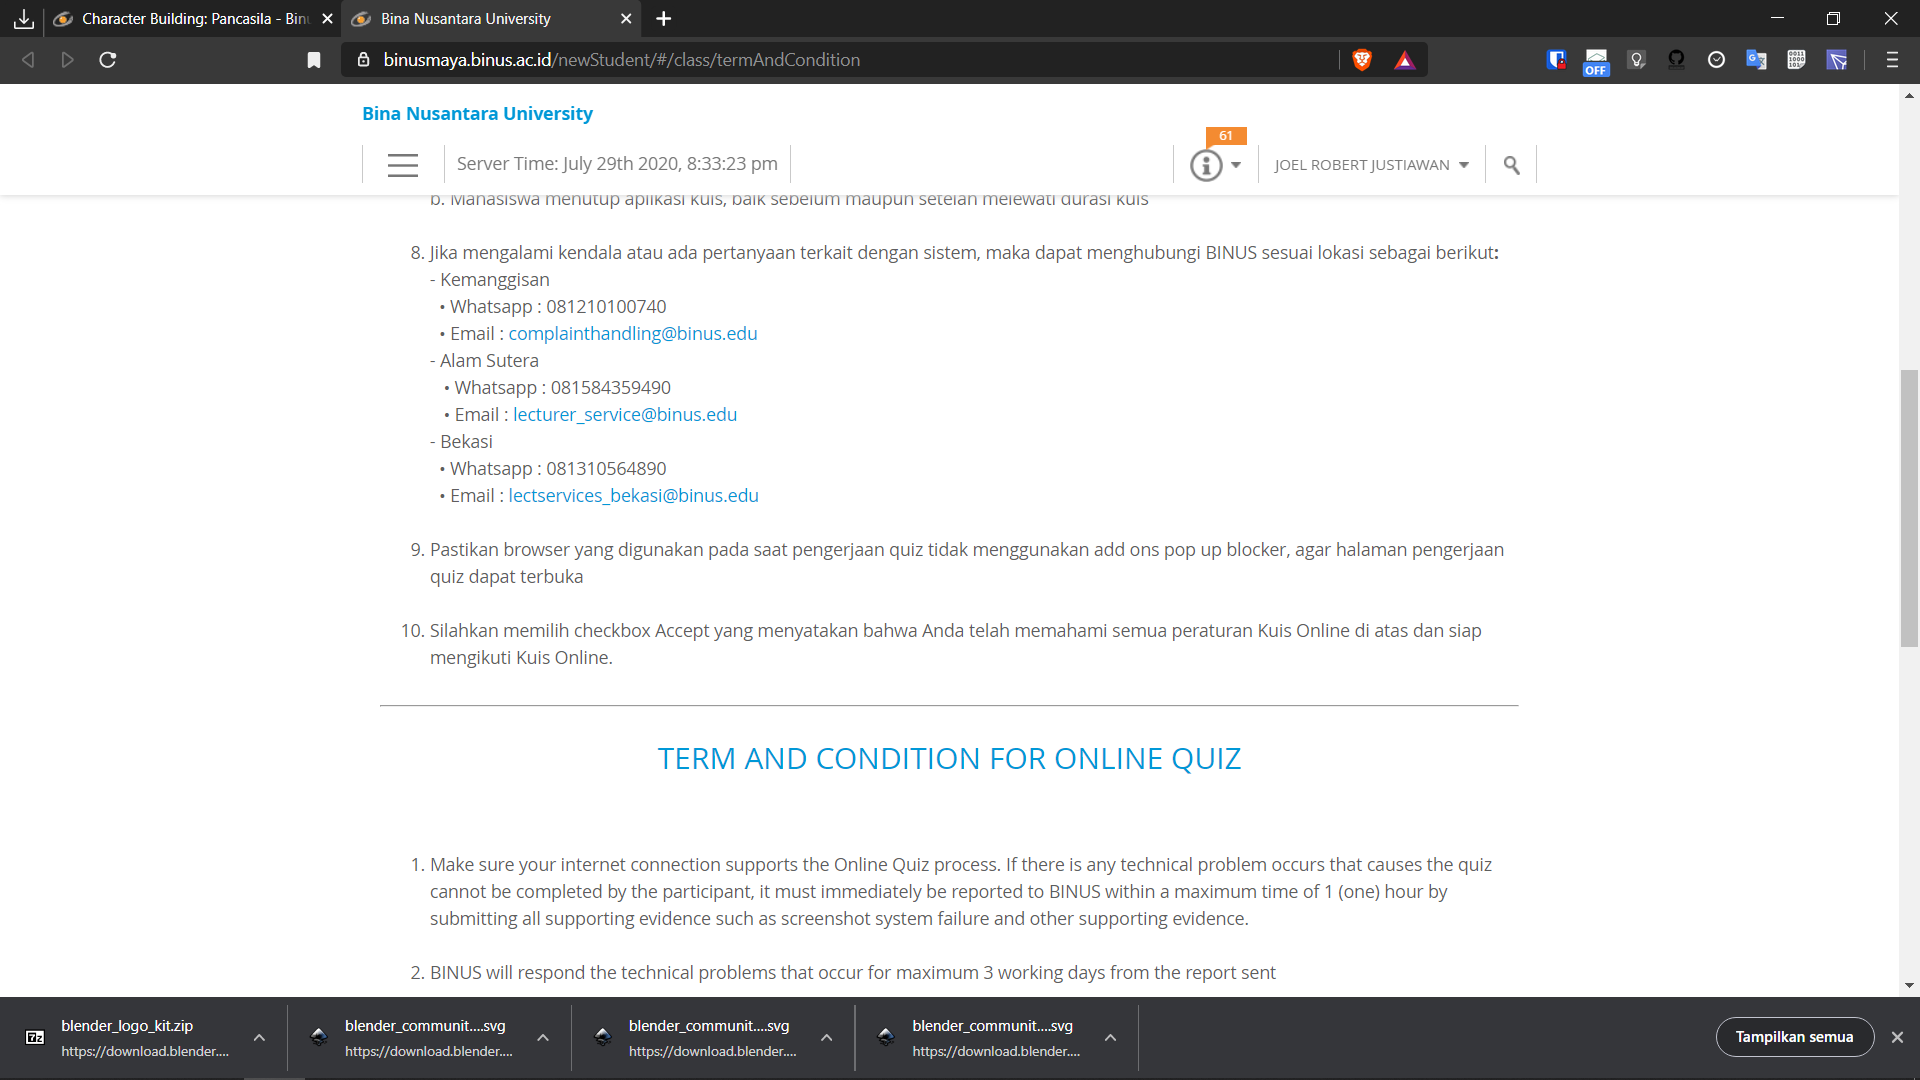 Character Building: Pancasila - Binu
Bina Nusantara University
binusmaya.binus.ac.id/newStudent/#/class/termAndCondition
OFF
Bina Nusantara University
61
Server Time: July 29th 2020, 8:33:23 pm
JOEL ROBERT JUSTIAWAN
b. Mahasiswa menutup aplikasi kuis, baik sebelum maupun setelah melewati durasi kuis
8. Jika mengalami kendala atau ada pertanyaan terkait dengan sistem, maka dapat menghubungi BINUS sesuai lokasi sebagai berikut:
- Kemanggisan
• Whatsapp : 081210100740
• Email : complainthandling@binus.edu
- Alam Sutera
• Whatsapp : 081584359490
• Email : lecturer_service@binus.edu
- Bekasi
• Whatsapp : 081310564890
• Email : lectservices_bekasi@binus.edu
9. Pastikan browser yang digunakan pada saat pengerjaan quiz tidak menggunakan add ons pop up blocker, agar halaman pengerjaan
quiz dapat terbuka
10. Silahkan memilih checkbox Accept yang menyatakan bahwa Anda telah memahami semua peraturan Kuis Online di atas dan siap
mengikuti Kuis Online.
TERM AND CONDITION FOR ONLINE QUIZ
1. Make sure your internet connection supports the Online Quiz process. If there is any technical problem occurs that causes the quiz
cannot be completed by the participant, it must immediately be reported to BINUS within a maximum time of 1 (one) hour by
submitting all supporting evidence such as screenshot system failure and other supporting evidence.
2. BINUS will respond the technical problems that occur for maximum 3 working days from the report sent
7z
blender_logo_kit.zip
https://download.blender....
blender_communit....svg
https://download.blender....
blender_communit....svg
https://download.blender....
blender_communit....svg
https://download.blender....
Tampilkan semua